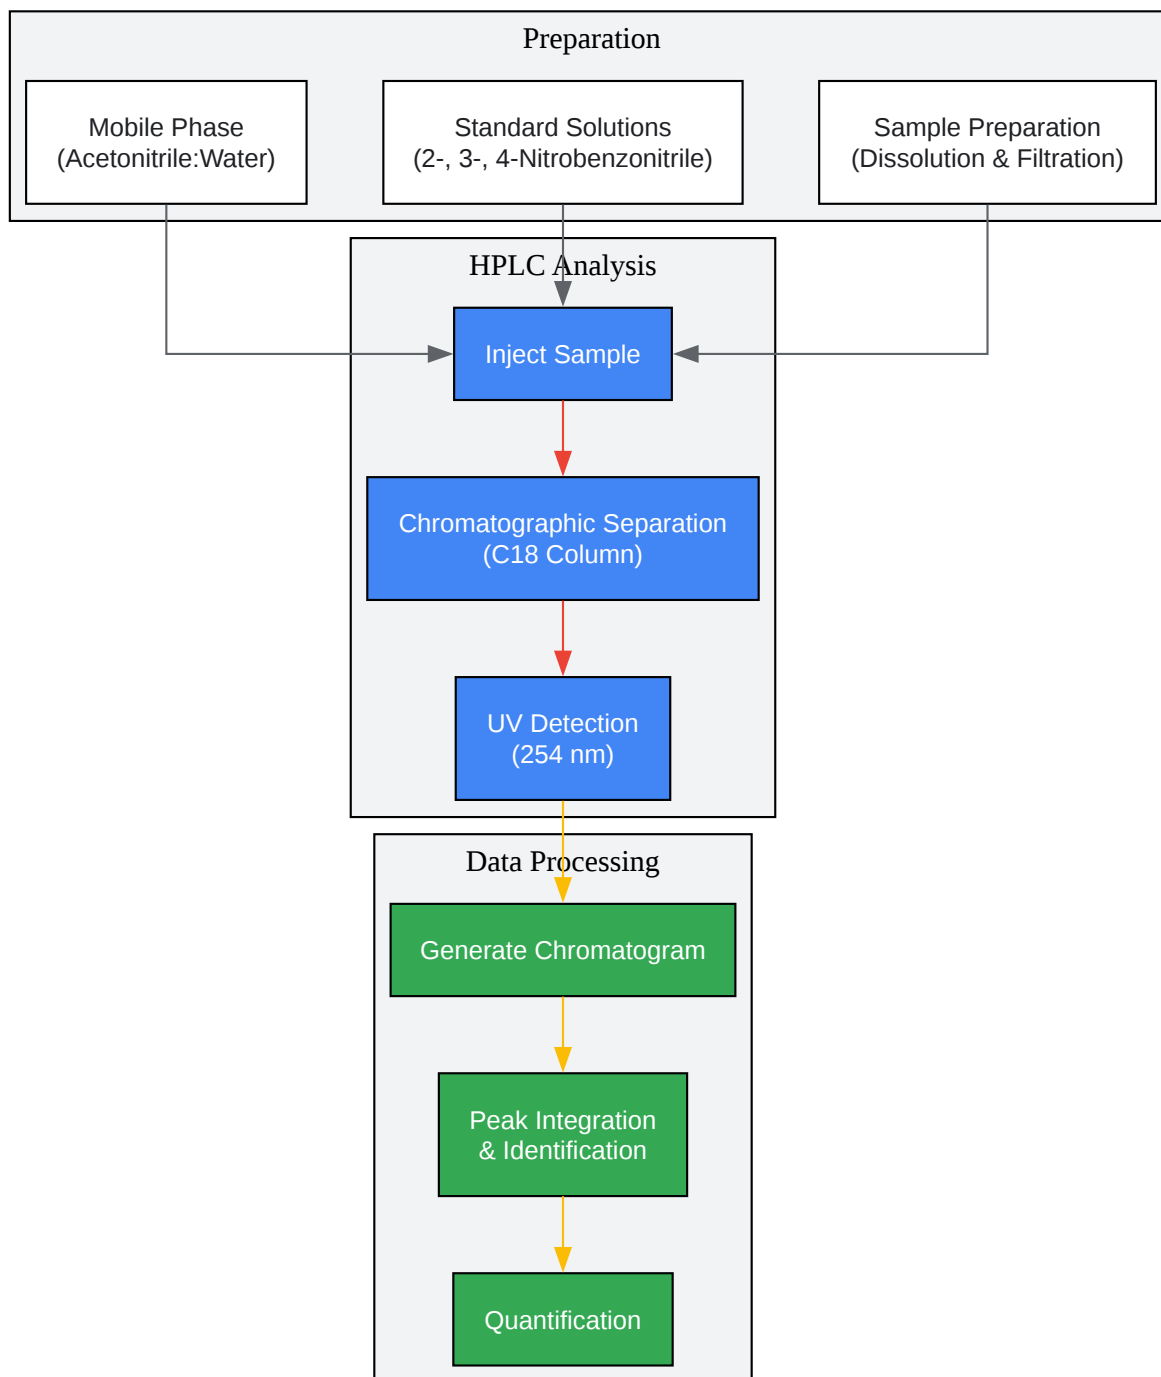 Preparation
Mobile Phase
(Acetonitrile:Water)
Standard Solutions
(2-, 3-, 4-Nitrobenzonitrile)
Sample Preparation
(Dissolution & Filtration)
HPLC Analysis
Inject Sample
Chromatographic Separation
(C18 Column)
UV Detection
(254 nm)
Data Processing
Generate Chromatogram
Peak Integration
& Identification
Quantification